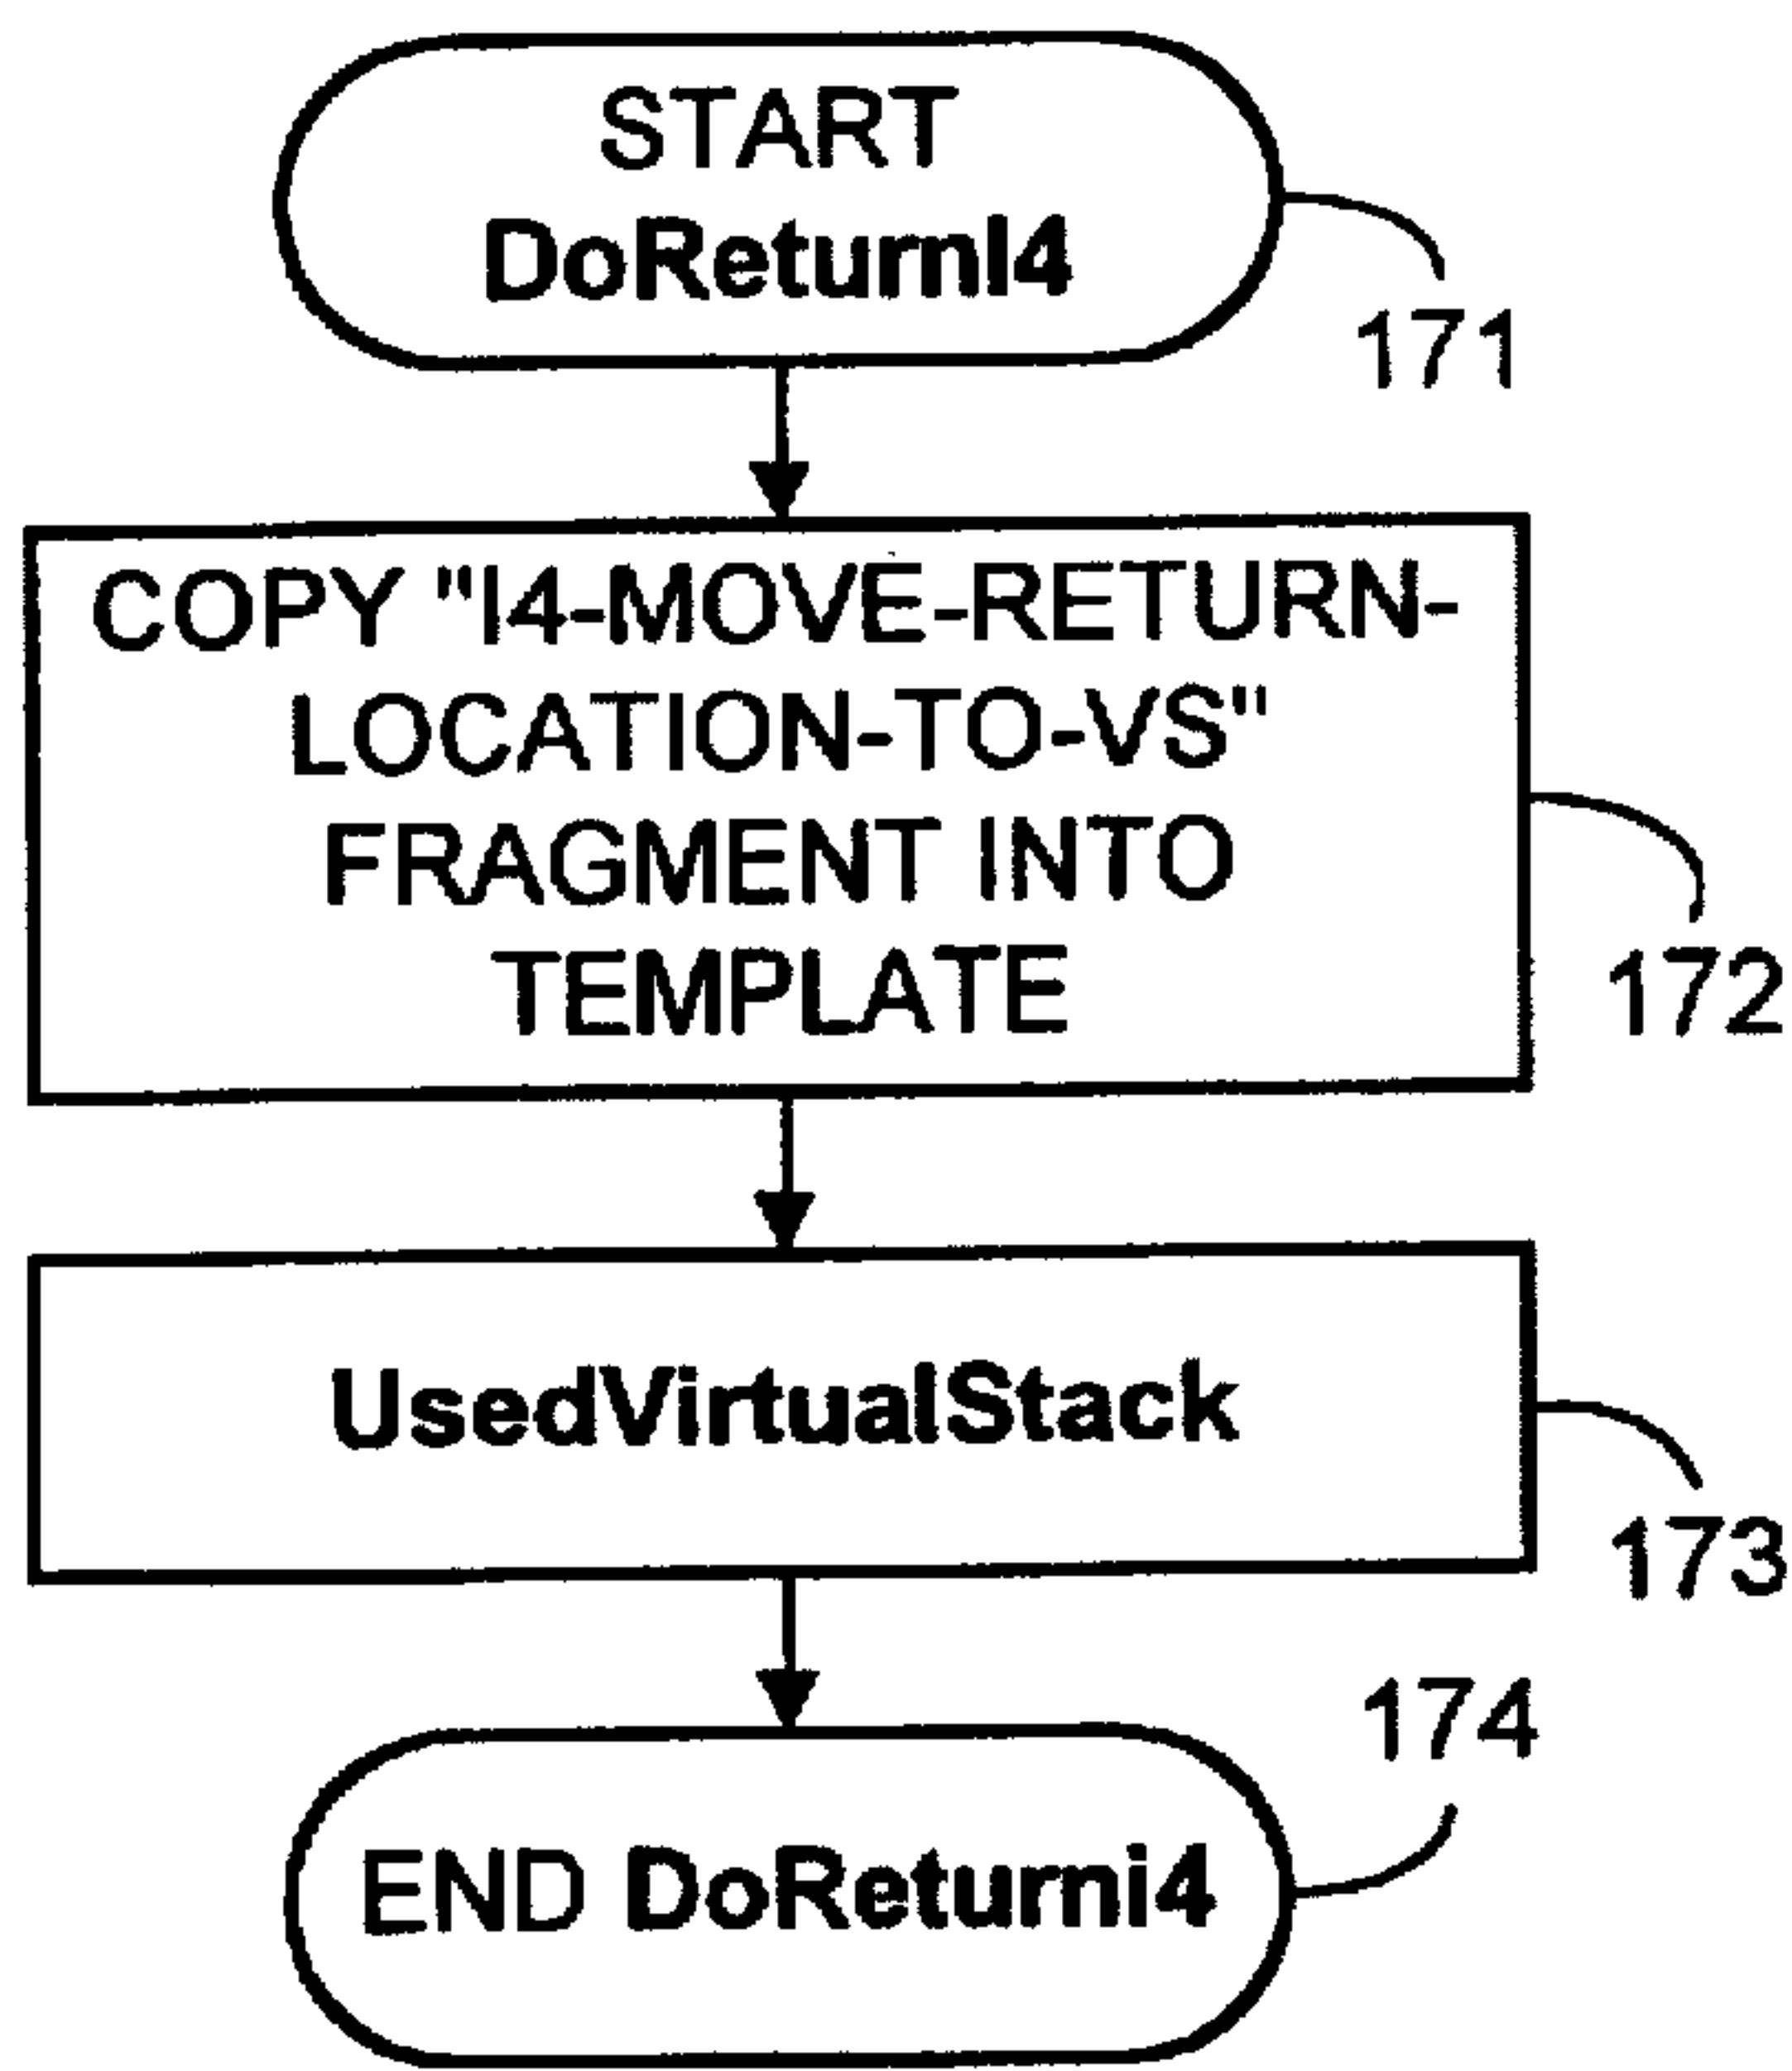 START
DoReturnI4
171
COPY "I4-MOVE-RETURN-
LOCATION-TO-VS"
FRAGMENT INTO
TEMPLATE
172
UsedVirtualStack
173
174
END DoReturni4